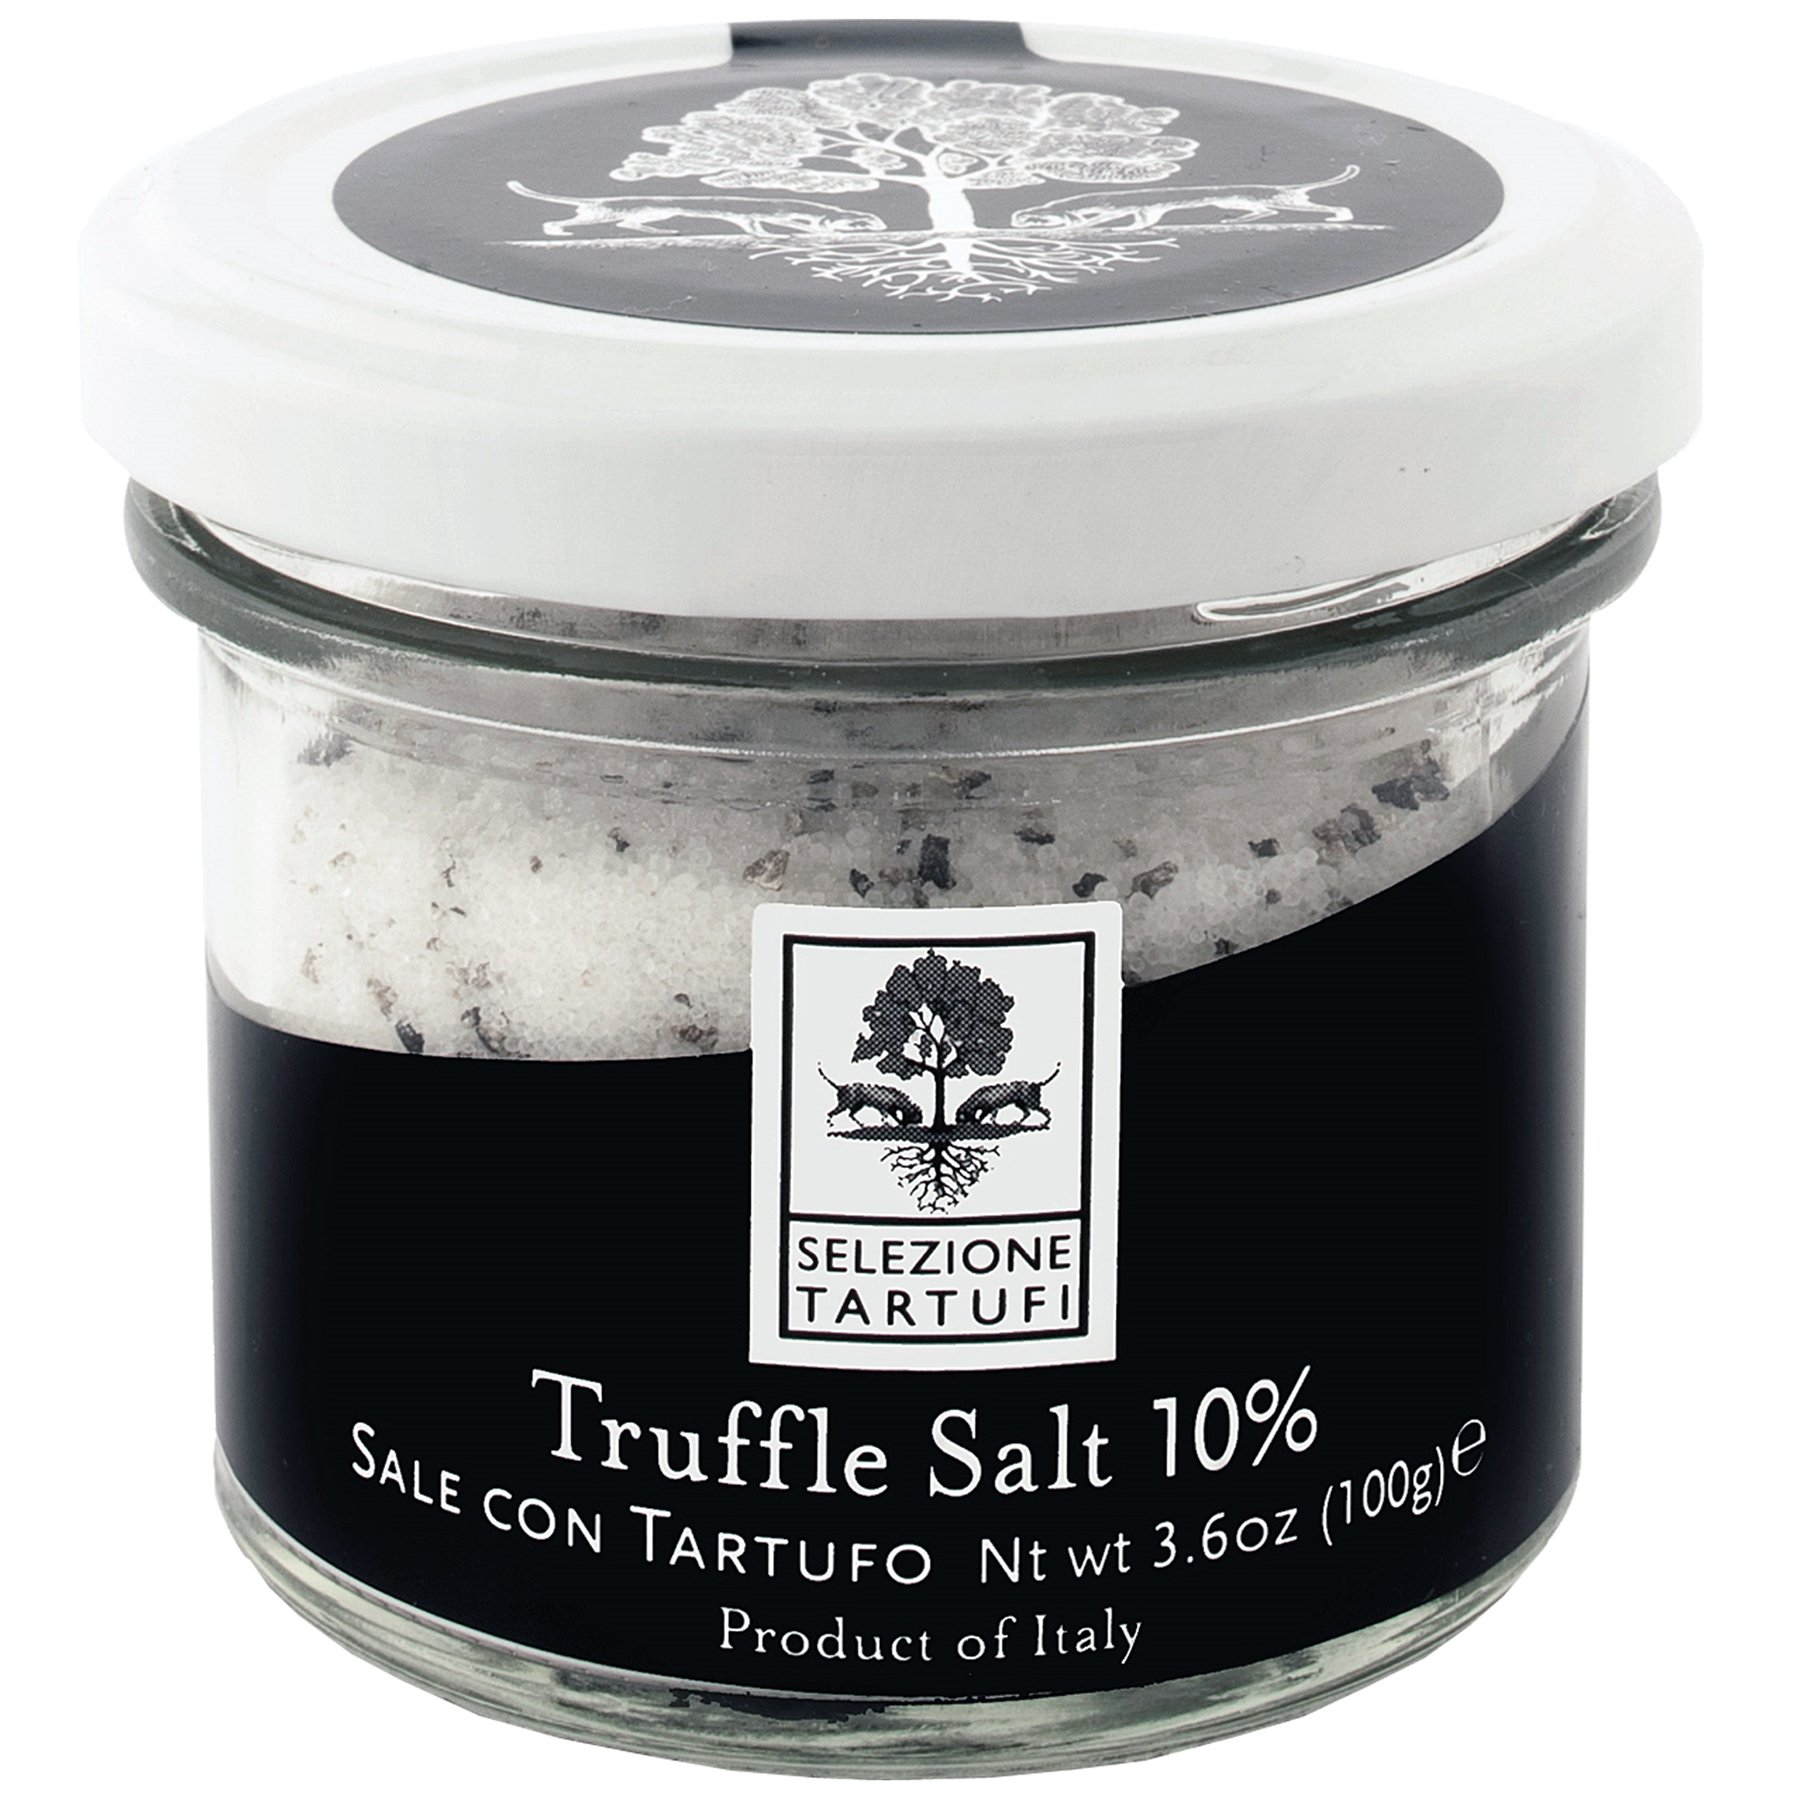 SELEZIONE
TARTUFI
Truffle Salt 10%
SALE CON TARTUFO Nt wt 3.6oz (100g) ℮
Product of Italy